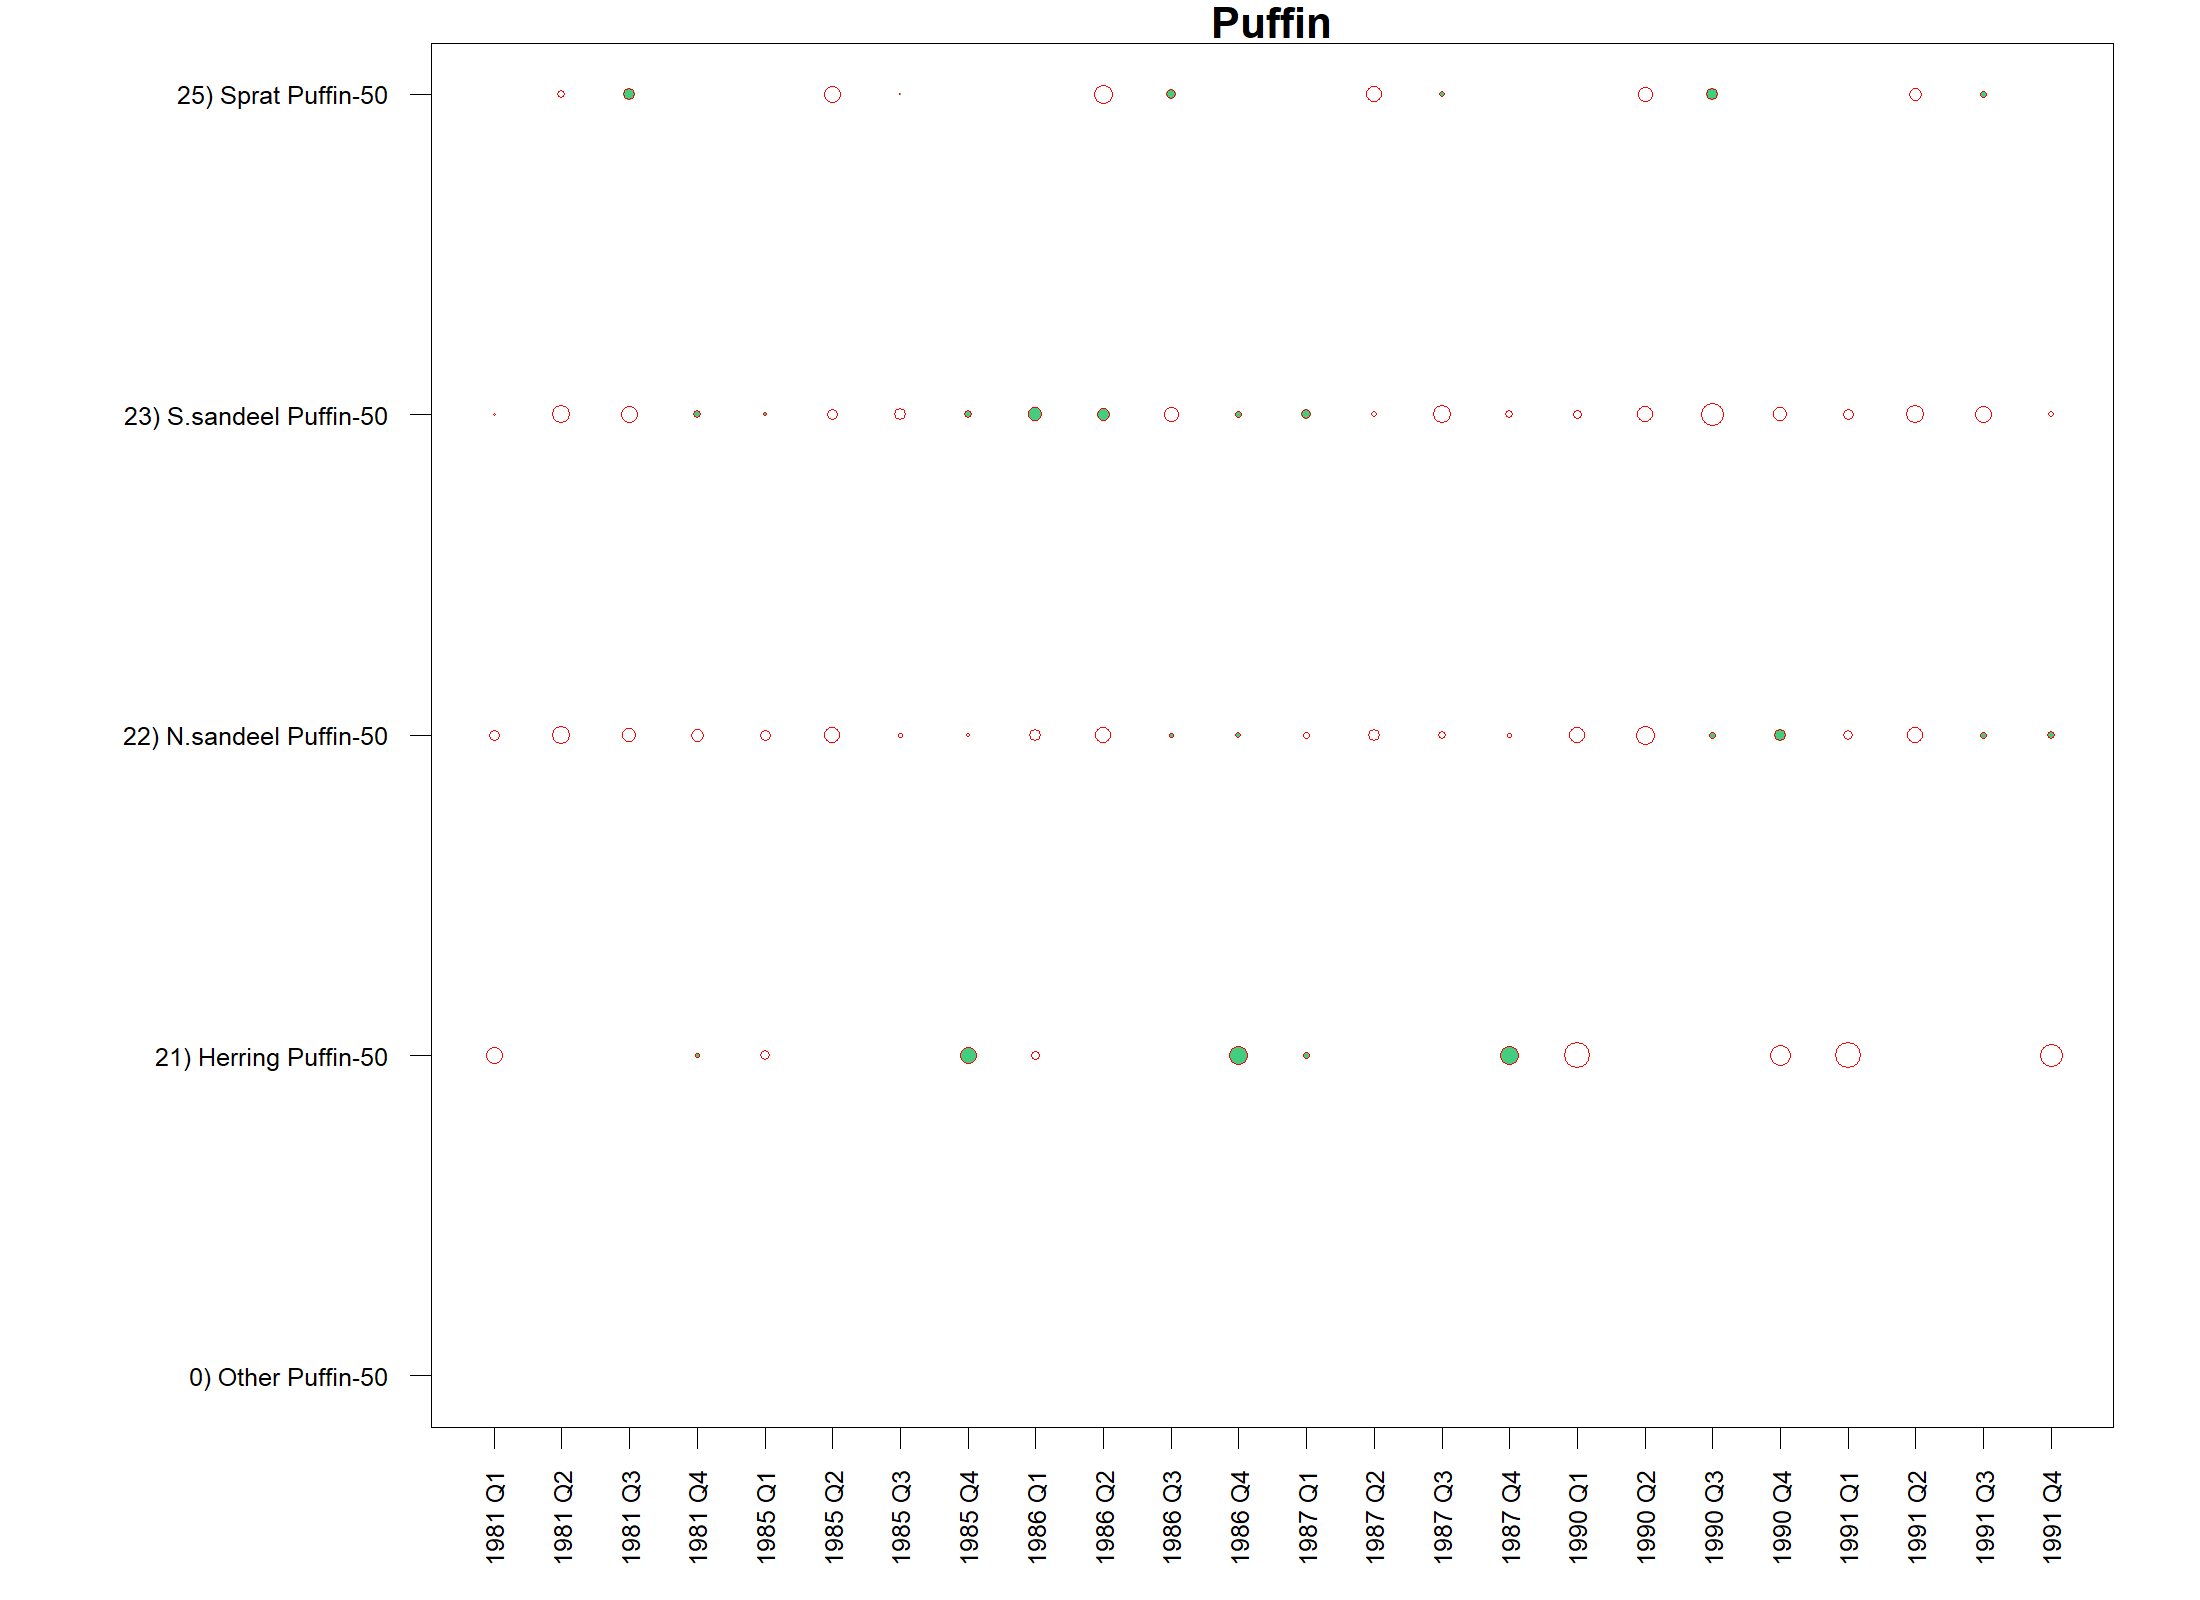 Puffin
25) Sprat Puffin-50
23) S.sandeel Puffin-50
22) N.sandeel Puffin-50
21) Herring Puffin-50
0) Other Puffin-50
1981 Q1
1981 Q2
1981 Q3
1981 Q4
1985 Q1
1985 Q2
1985 Q3
1985 Q4
1986 Q1
1986 Q2
1986 Q3
1986 Q4
1987 Q1
1987 Q2
1987 Q3
1987 Q4
1990 Q1
1990 Q2
1990 Q3
1990 Q4
1991 Q1
1991 Q2
1991 Q3
1991 Q4